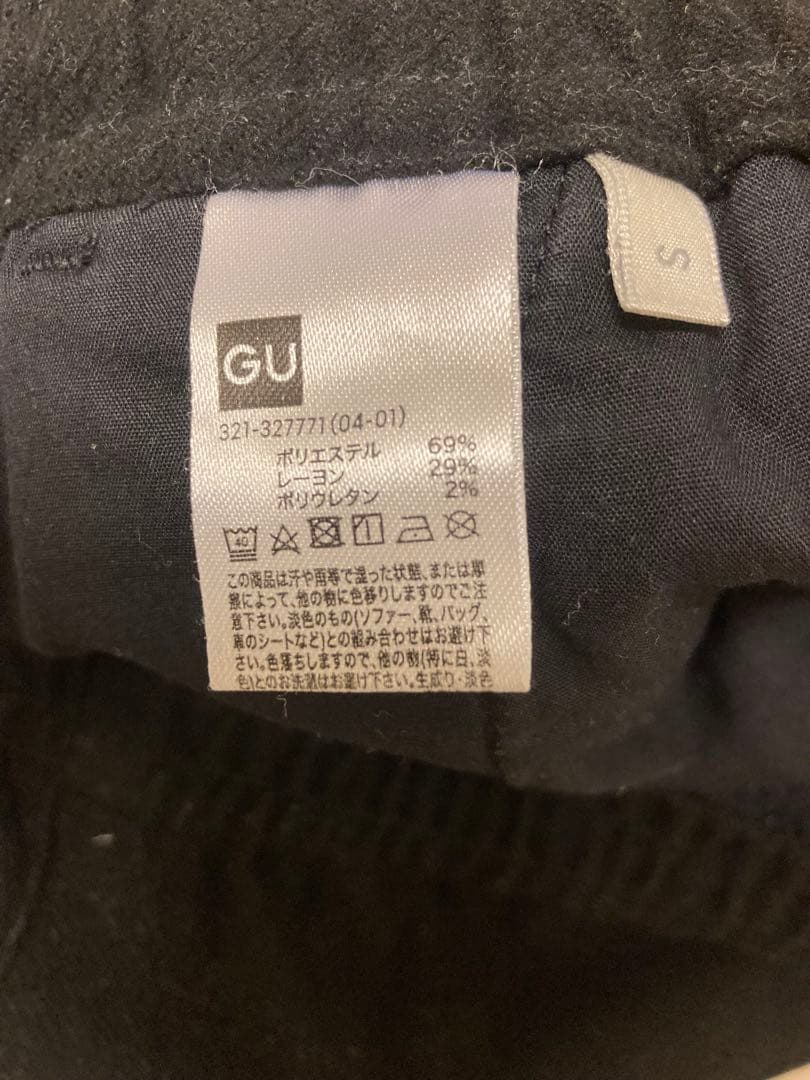 GU
S
321-327771(04-01)
ポリエステル 69%
レーヨン 29%
ポリウレタン 2%
40
この商品は汗や雨等で湿った状態、または摩
擦によって、他の物に色移りしますのでご注
意下さい。淡色のもの(ソファー、靴、バッグ、
車のシートなど)との組み合わせはお避け下
さい。色落ちしますので、他の物(特に白、淡
色)とのお洗濯はお避け下さい。生成り・淡色